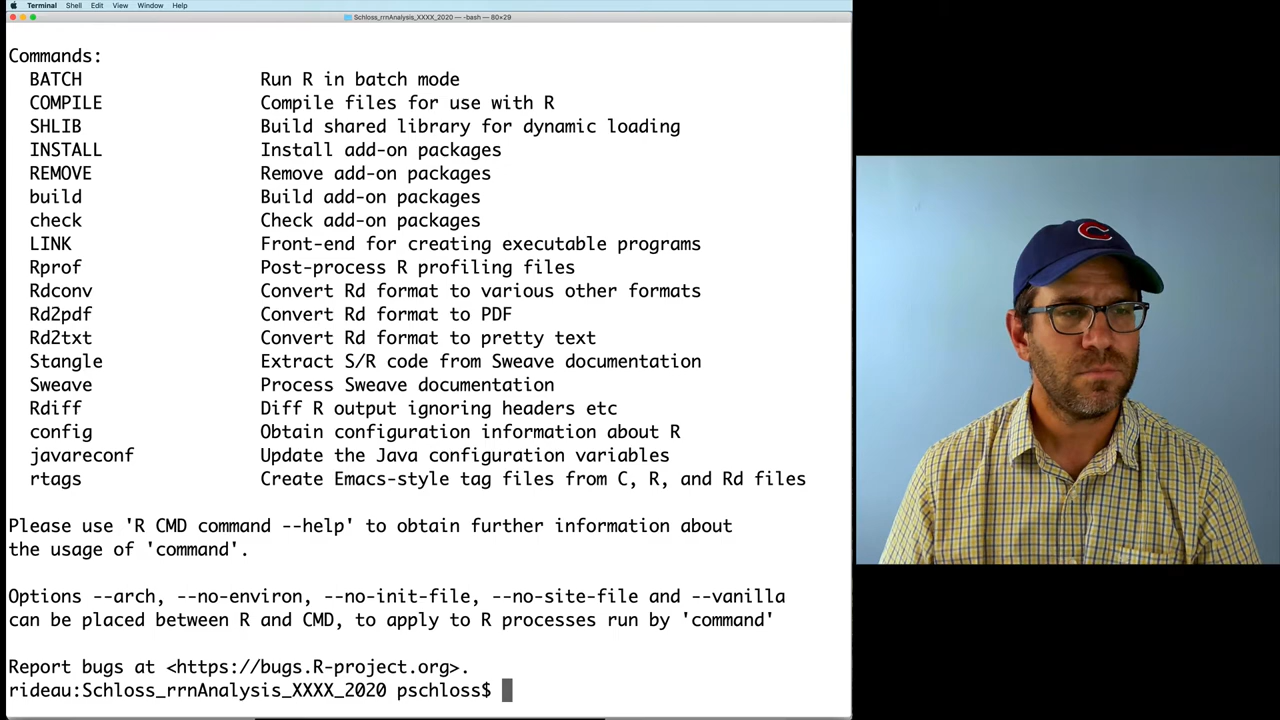 Terminal Shell Edit View Window Help
Schloss_rrnAnalysis_XXXX_2020 — -bash — 80×29
Commands:
BATCH Run R in batch mode
COMPILE Compile files for use with R
SHLIB Build shared library for dynamic loading
INSTALL Install add-on packages
REMOVE Remove add-on packages
build Build add-on packages
check Check add-on packages
LINK Front-end for creating executable programs
Rprof Post-process R profiling files
Rdconv Convert Rd format to various other formats
Rd2pdf Convert Rd format to PDF
Rd2txt Convert Rd format to pretty text
Stangle Extract S/R code from Sweave documentation
Sweave Process Sweave documentation
Rdiff Diff R output ignoring headers etc
config Obtain configuration information about R
javareconf Update the Java configuration variables
rtags Create Emacs-style tag files from C, R, and Rd files
Please use 'R CMD command --help' to obtain further information about
the usage of 'command'.
Options --arch, --no-environ, --no-init-file, --no-site-file and --vanilla
can be placed between R and CMD, to apply to R processes run by 'command'
Report bugs at <https://bugs.R-project.org>.
rideau:Schloss_rrnAnalysis_XXXX_2020 pschloss$
C